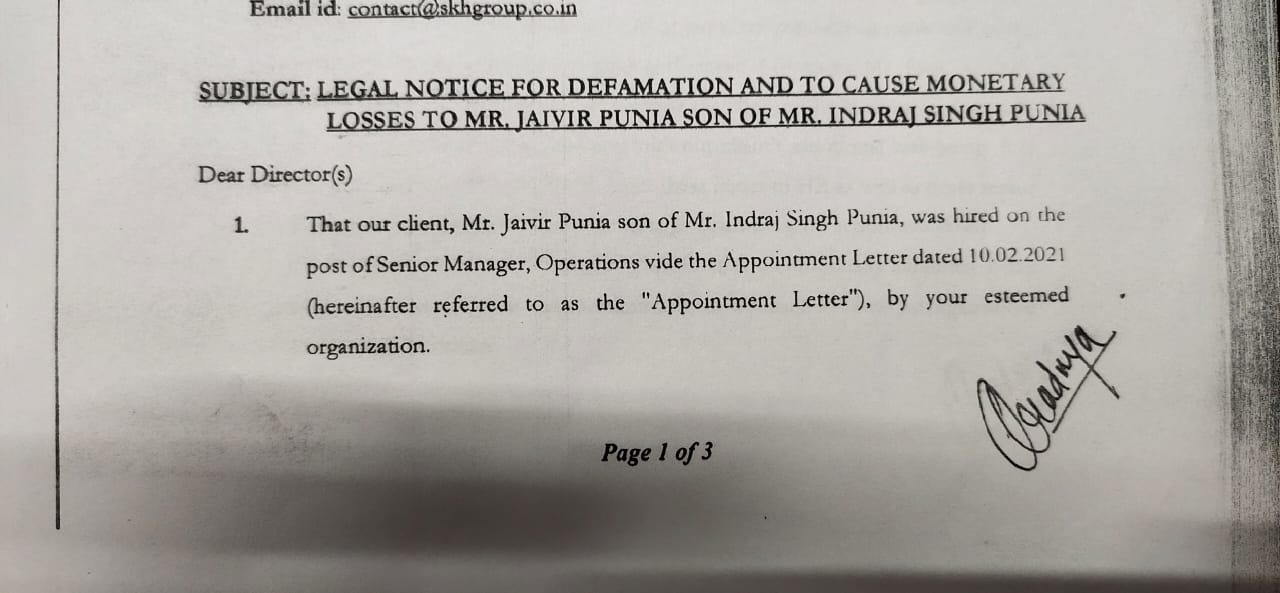 Email id: contact@skhgroup.co.in
SUBJECT: LEGAL NOTICE FOR DEFAMATION AND TO CAUSE MONETARY
LOSSES TO MR. JAIVIR PUNIA SON OF MR. INDRAJ SINGH PUNIA
Dear Director(s)
1. That our client, Mr. Jaivir Punia son of Mr. Indraj Singh Punia, was hired on the
post of Senior Manager, Operations vide the Appointment Letter dated 10.02.2021
(hereinafter referred to as the "Appointment Letter"), by your esteemed
organization.
Page 1 of 3